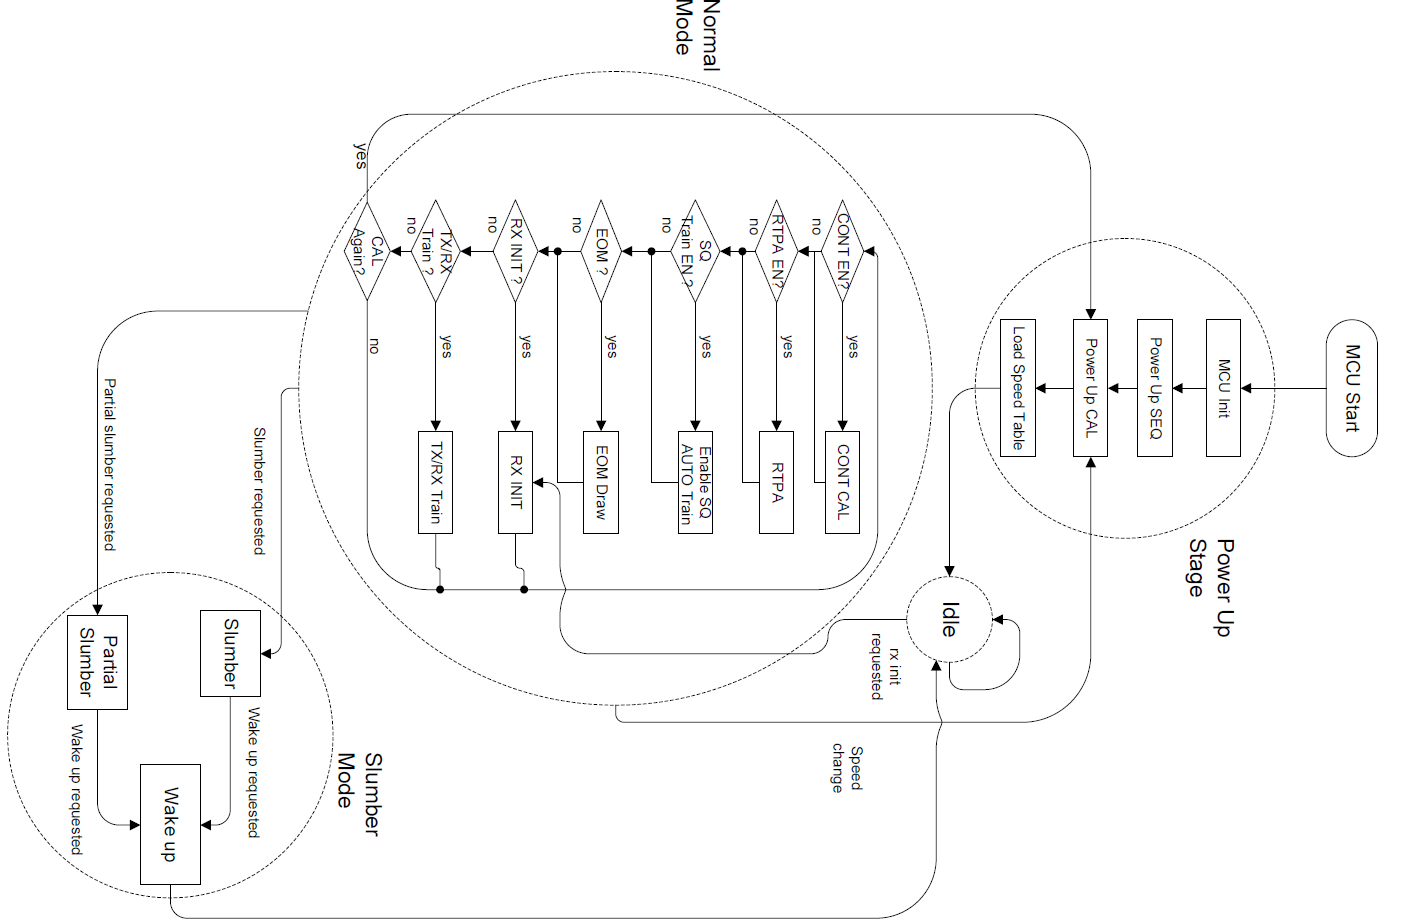 MCU Start
Power Up
Stage
MCU Init
Power Up SEQ
Power Up CAL
Load Speed Table
Idle
rx init
requested
Speed
change
Normal
Mode
CONT EN?
yes
no
CONT CAL
RTPA EN?
yes
no
RTPA
SQ
Train EN ?
yes
no
Enable SQ
AUTO Train
EOM ?
yes
no
EOM Draw
RX INIT ?
yes
no
RX INIT
TX/RX
Train ?
yes
no
TX/RX Train
CAL
Again?
yes
no
Slumber requested
Partial slumber requested
Slumber
Mode
Slumber
Partial
Slumber
Wake up requested
Wake up requested
Wake up